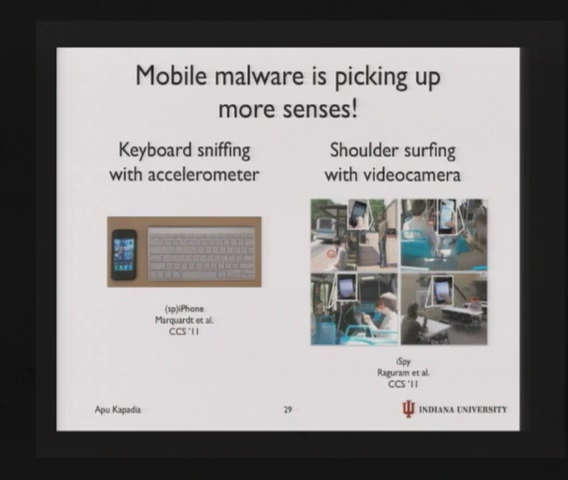 Mobile malware is picking up
more senses!
Keyboard sniffing
with accelerometer
(sp)iPhone
Marquardt et al.
CCS '11
Shoulder surfing
with videocamera
iSpy
Raguram et al.
CCS '11
Apu Kapadia
29
INDIANA UNIVERSITY